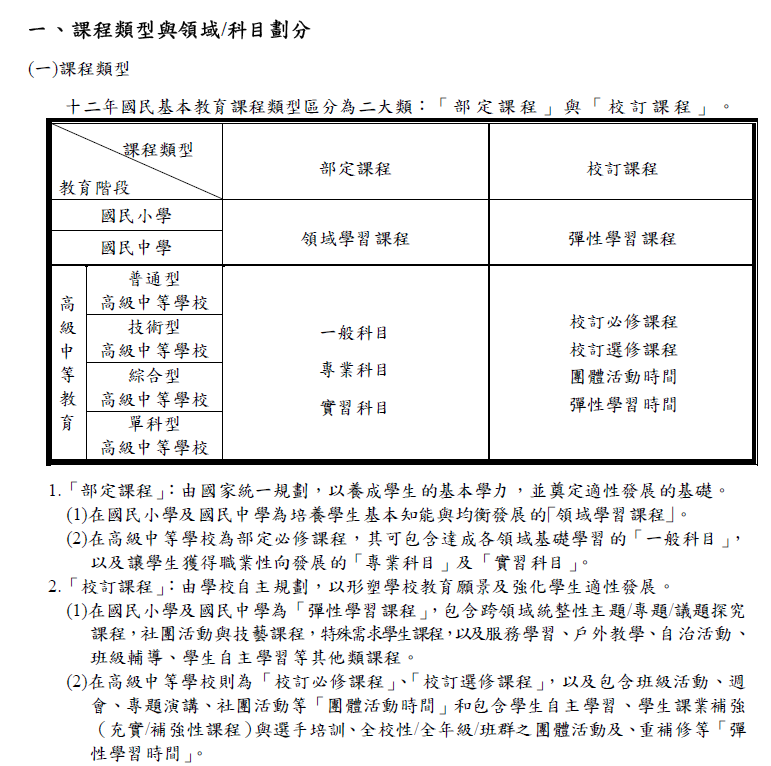 一、課程類型與領域/科目劃分
(一)課程類型
十二年國民基本教育課程類型區分為二大類：「部定課程」與「校訂課程」。
課程類型
教育階段
部定課程
校訂課程
國民小學
國民中學
領域學習課程
彈性學習課程
高級中等教育
普通型
高級中等學校
技術型
高級中等學校
綜合型
高級中等學校
單科型
高級中等學校
一般科目
專業科目
實習科目
校訂必修課程
校訂選修課程
團體活動時間
彈性學習時間
1.「部定課程」：由國家統一規劃，以養成學生的基本學力，並奠定適性發展的基礎。
(1)在國民小學及國民中學為培養學生基本知能與均衡發展的「領域學習課程」。
(2)在高級中等學校為部定必修課程，其可包含達成各領域基礎學習的「一般科目」，
以及讓學生獲得職業性向發展的「專業科目」及「實習科目」。
2.「校訂課程」：由學校自主規劃，以形塑學校教育願景及強化學生適性發展。
(1)在國民小學及國民中學為「彈性學習課程」，包含跨領域統整性主題/專題/議題探究
課程，社團活動與技藝課程，特殊需求學生課程，以及服務學習、戶外教學、自治活動、
班級輔導、學生自主學習等其他類課程。
(2)在高級中等學校則為「校訂必修課程」、「校訂選修課程」，以及包含班級活動、週
會、專題演講、社團活動等「團體活動時間」和包含學生自主學習、學生課業補強
（充實/補強性課程）與選手培訓、全校性/全年級/班群之團體活動及、重補修等「彈
性學習時間」。